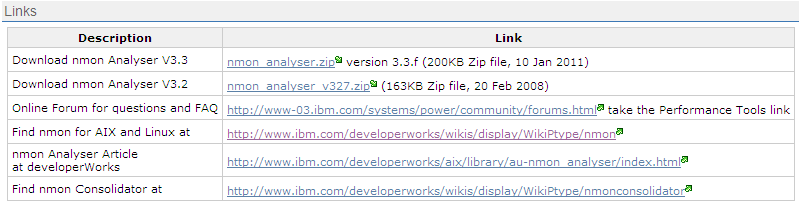 Links
Description Link
Download nmon Analyser V3.3 nmon_analyser.zip version 3.3.f (200KB Zip file, 10 Jan 2011)
Download nmon Analyser V3.2 nmon_analyser_v327.zip (163KB Zip file, 20 Feb 2008)
Online Forum for questions and FAQ http://www-03.ibm.com/systems/power/community/forums.html take the Performance Tools link
Find nmon for AIX and Linux at http://www.ibm.com/developerworks/wikis/display/WikiPtype/nmon
nmon Analyser Article
at developerWorks http://www.ibm.com/developerworks/aix/library/au-nmon_analyser/index.html
Find nmon Consolidator at http://www.ibm.com/developerworks/wikis/display/WikiPtype/nmonconsolidator